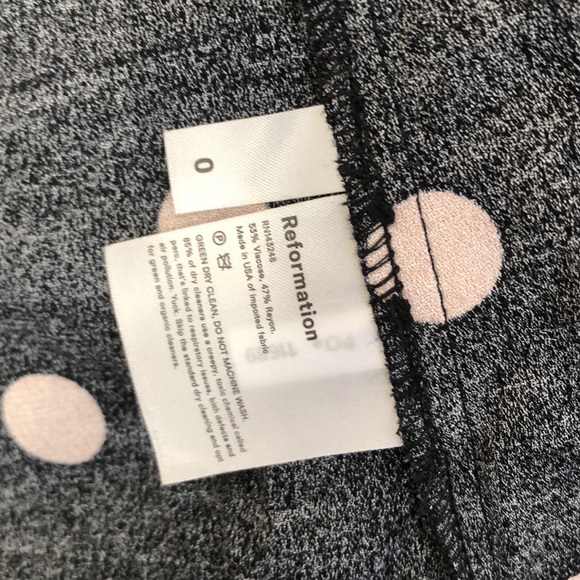 0
Reformation
RN143248
53% Viscose, 47% Rayon.
Made in USA of imported fabric
P
GREEN DRY CLEAN, DO NOT MACHINE WASH.
85% of dry cleaners use a creepy, toxic chemical called
perc, that's linked to respiratory issues, birth defects and
air pollution. Yuck. Skip the standard dry cleaning and opt
for green and organic cleaners.